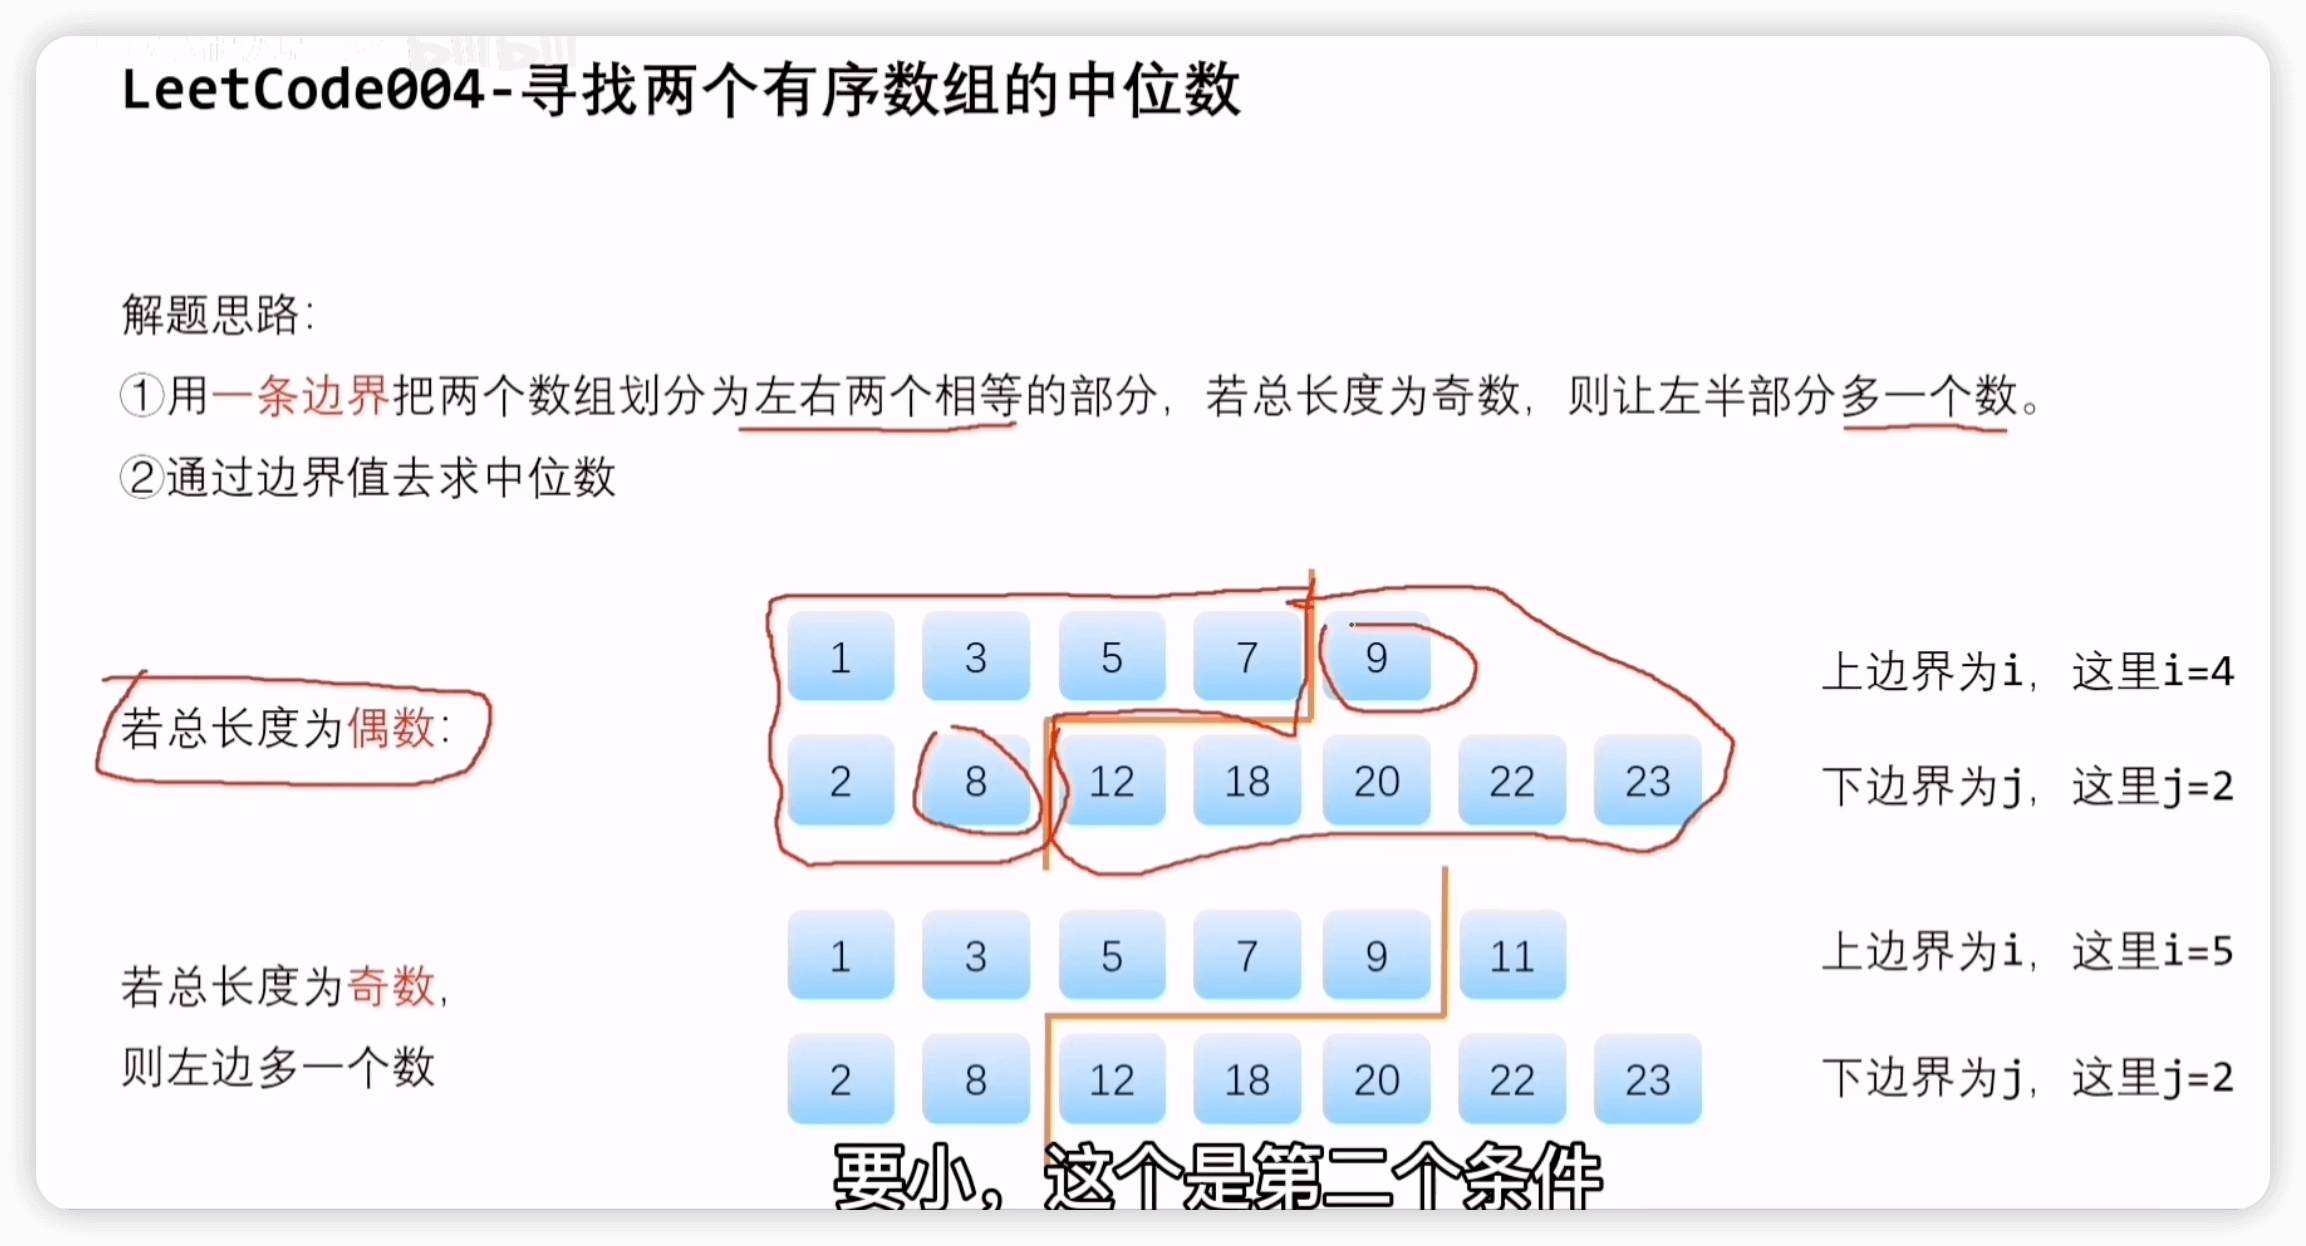 LeetCode004-寻找两个有序数组的中位数
解题思路：
①用一条边界把两个数组划分为左右两个相等的部分，若总长度为奇数，则让左半部分多一个数。
②通过边界值去求中位数
若总长度为偶数：
1 3 5 7 9
上边界为i，这里i=4
2 8 12 18 20 22 23
下边界为j，这里j=2
若总长度为奇数，
则左边多一个数
1 3 5 7 9 11
上边界为i，这里i=5
2 8 12 18 20 22 23
下边界为j，这里j=2
要小，这个是第二个条件